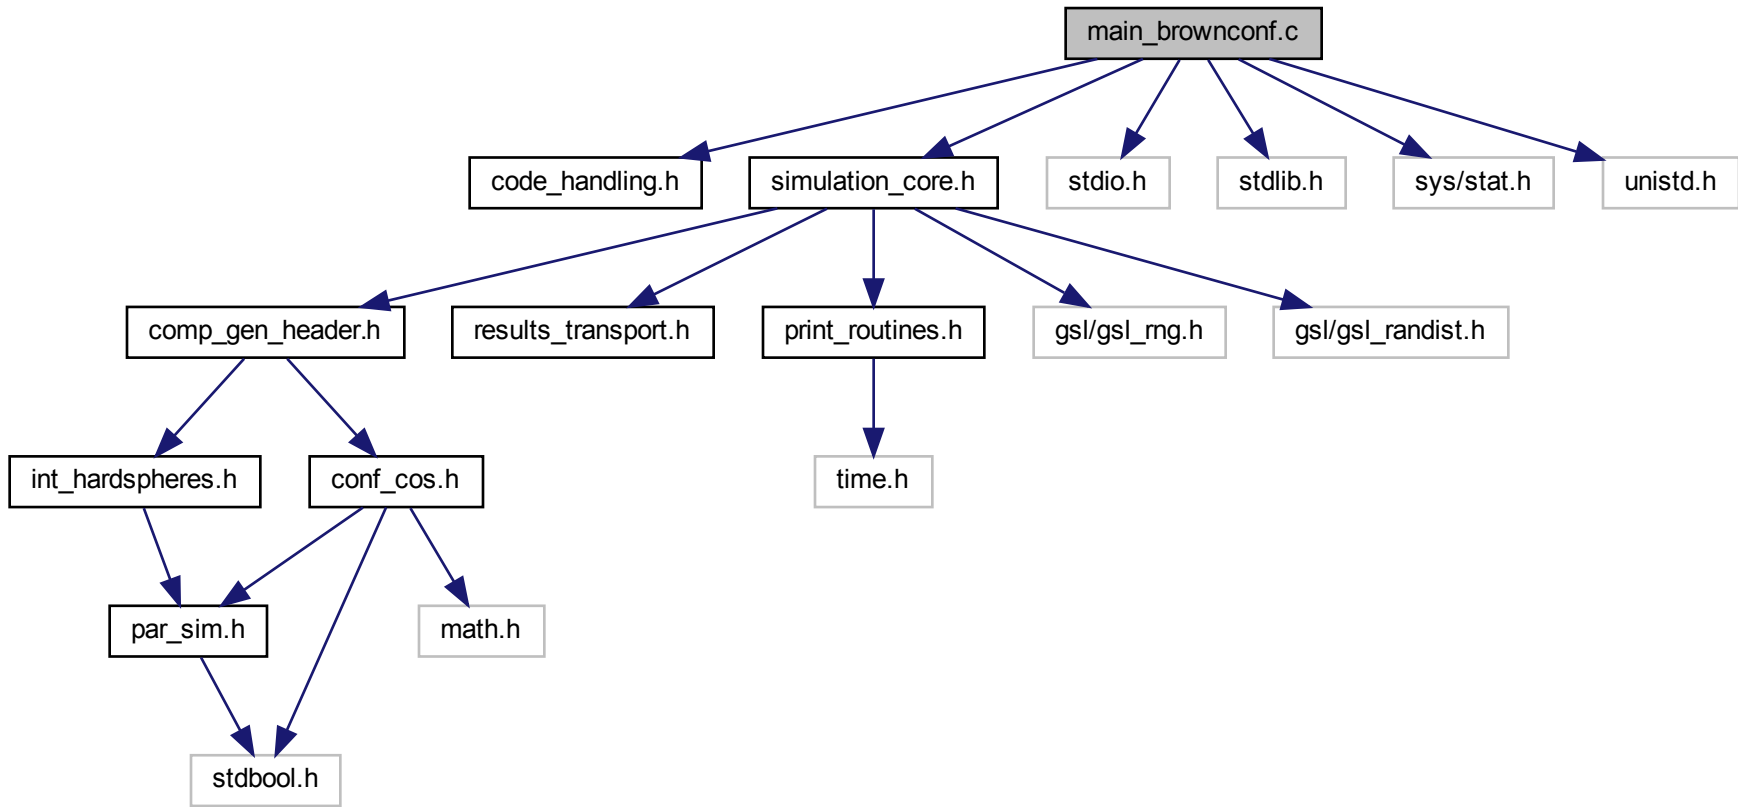 main_brownconf.c
code_handling.h
simulation_core.h
stdio.h
stdlib.h
sys/stat.h
unistd.h
comp_gen_header.h
results_transport.h
print_routines.h
gsl/gsl_rng.h
gsl/gsl_randist.h
int_hardspheres.h
conf_cos.h
time.h
par_sim.h
math.h
stdbool.h